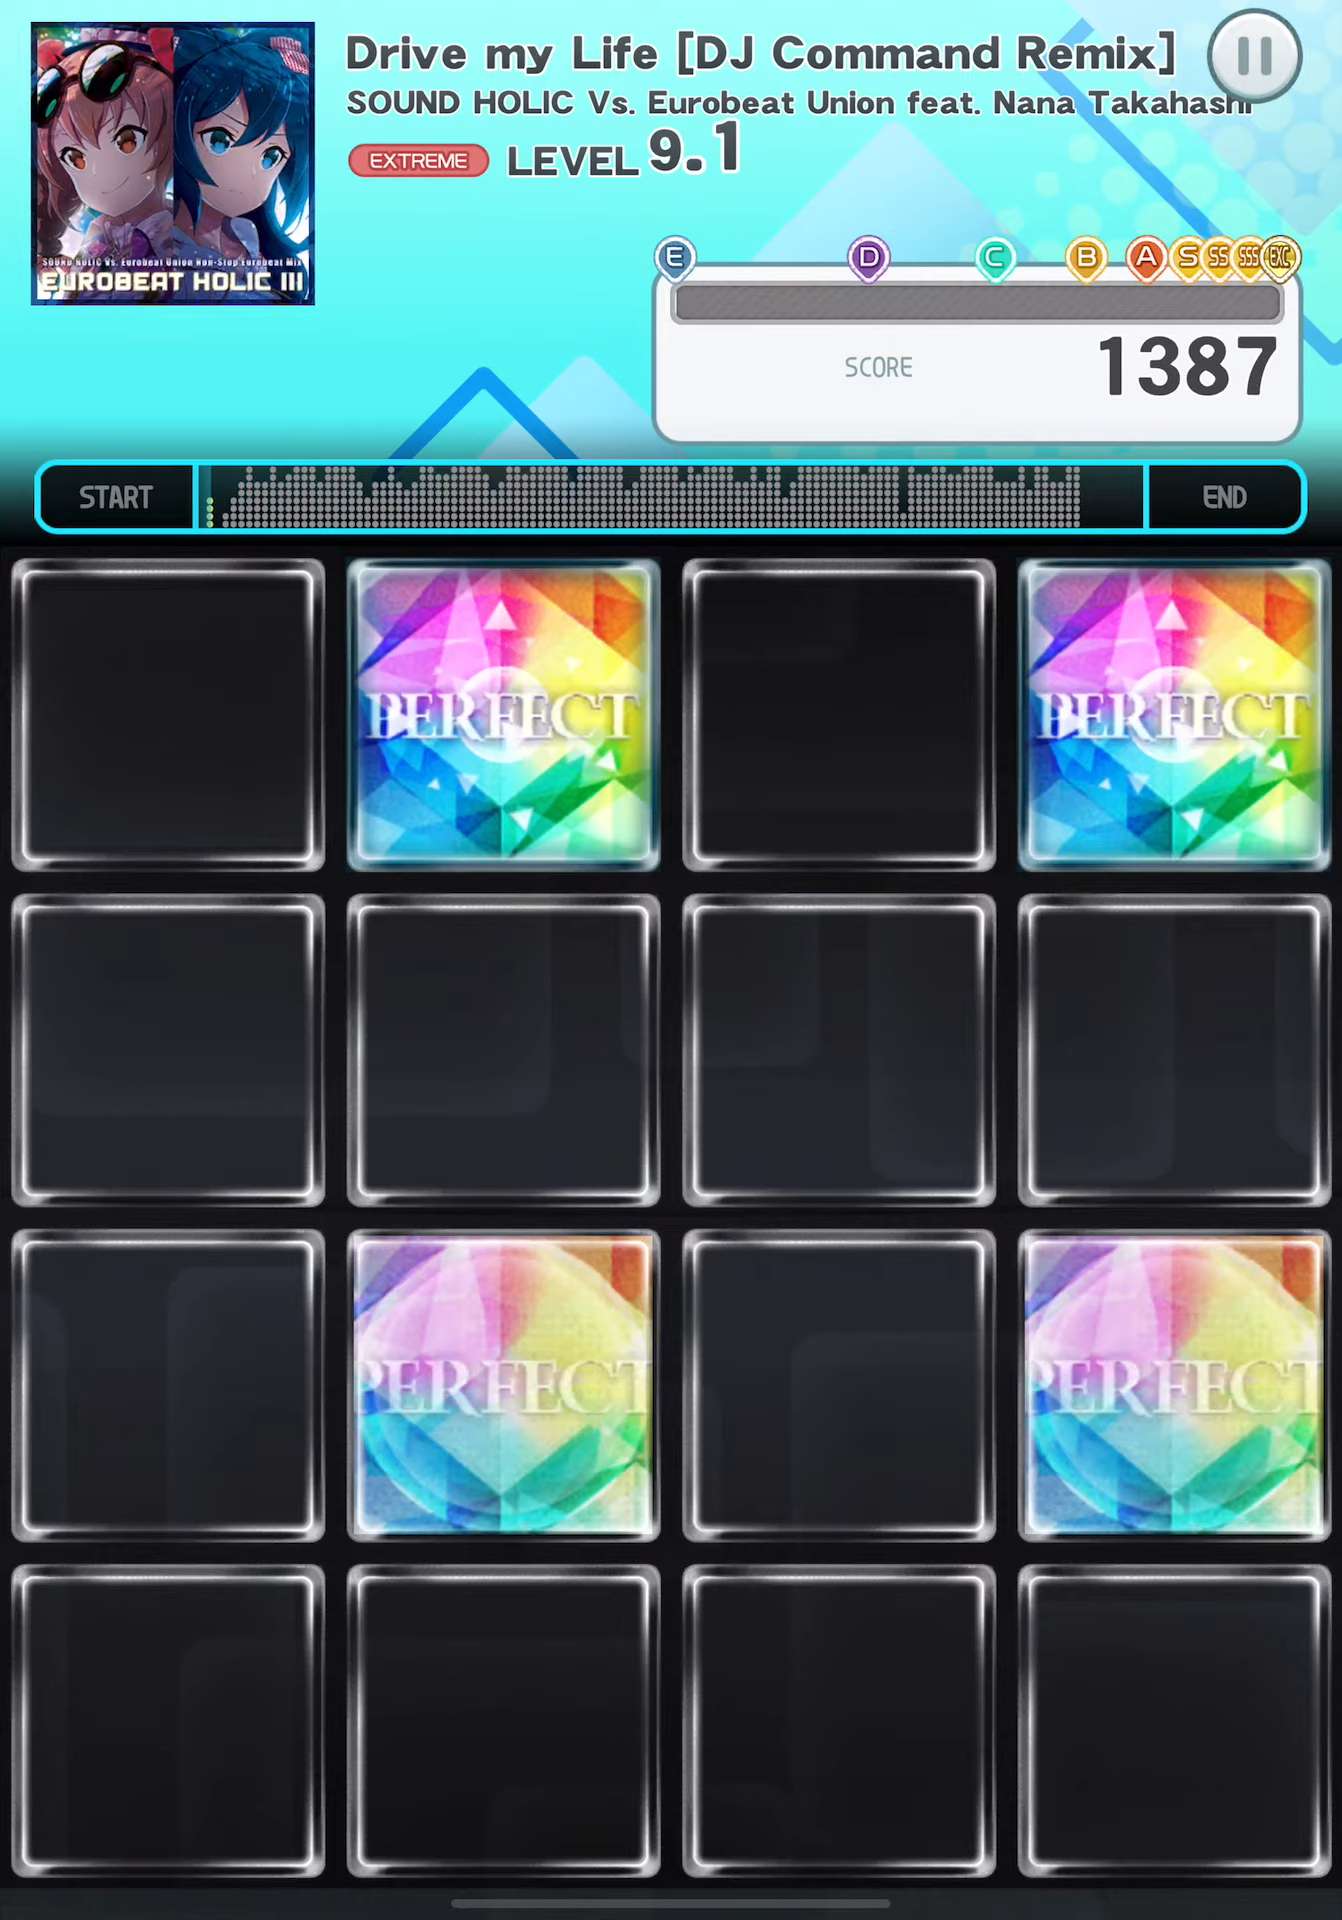 Drive my Life [DJ Command Remix]
SOUND HOLIC Vs. Eurobeat Union feat. Nana Takahashi
EXTREME LEVEL 9.1
SOUND HOLIC Vs. Eurobeat Union Non-Stop Eurobeat Mix
EUROBEAT HOLIC III
E D C B A S SS SSS EXC
SCORE 1387
START END
PERFECT PERFECT
PERFECT PERFECT